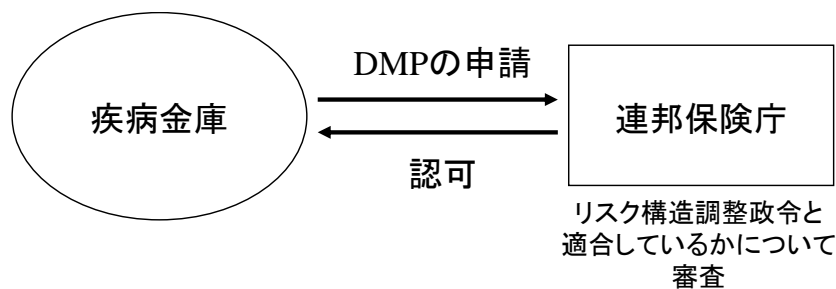 DMPの申請
疾病金庫
連邦保険庁
認可
リスク構造調整政令と
適合しているかについて
審査